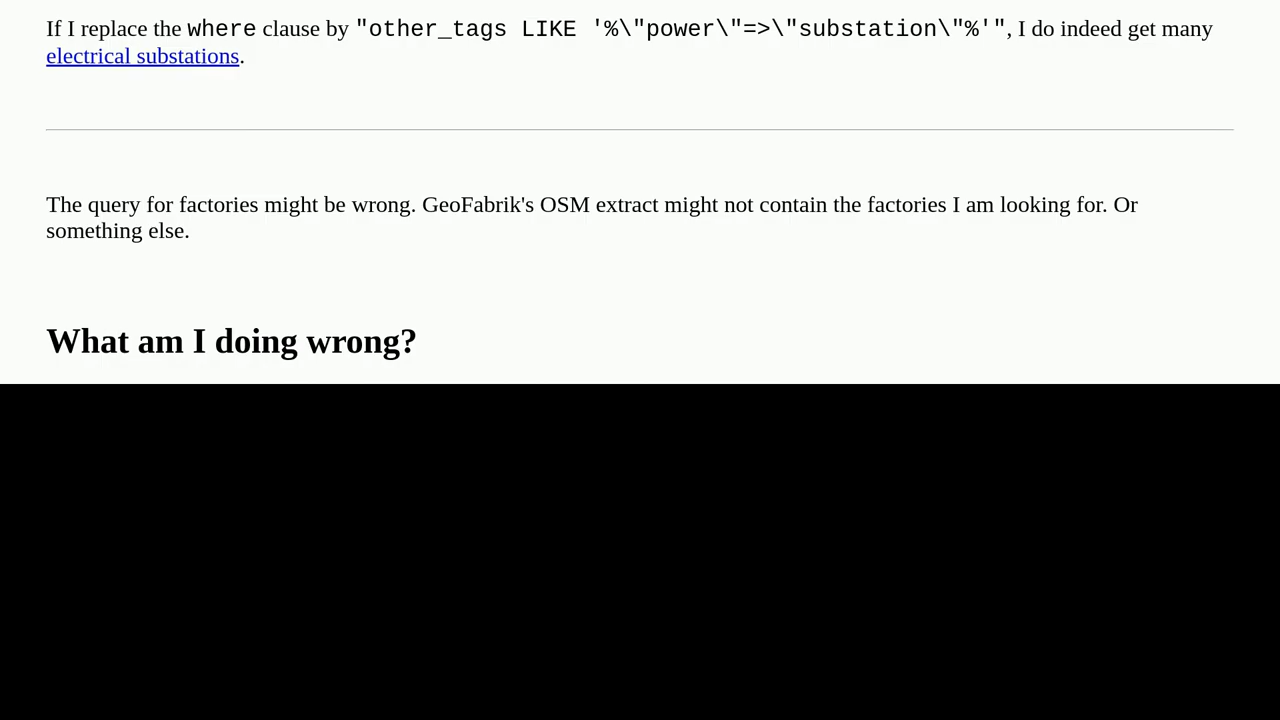 If I replace the where clause by "other_tags LIKE '%\"power\"=>\"substation\"%'", I do indeed get many
electrical substations.
The query for factories might be wrong. GeoFabrik's OSM extract might not contain the factories I am looking for. Or
something else.
What am I doing wrong?